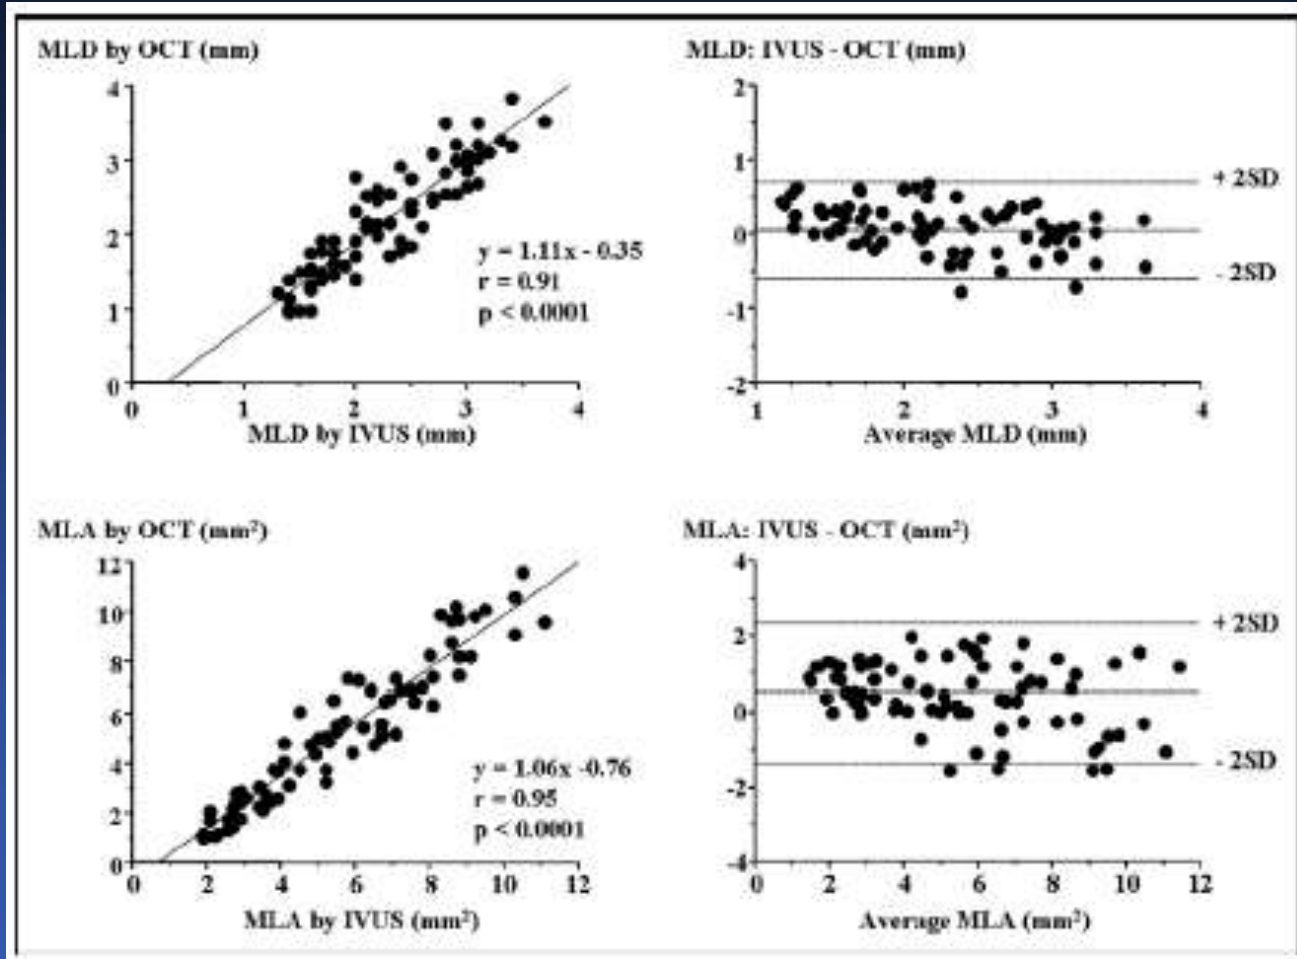 MLD by OCT (mm)
4
3
2
1
0
0 1 2 3 4
MLD by IVUS (mm)
y = 1.11x - 0.35
r = 0.91
p < 0.0001
MLD: IVUS - OCT (mm)
2
1
0
-1
-2
1 2 3 4
Average MLD (mm)
+ 2SD
- 2SD
MLA by OCT (mm²)
12
10
8
6
4
2
0
0 2 4 6 8 10 12
MLA by IVUS (mm²)
y = 1.06x -0.76
r = 0.95
p < 0.0001
MLA: IVUS - OCT (mm²)
4
2
0
-2
-4
0 2 4 6 8 10 12
Average MLA (mm²)
+ 2SD
- 2SD